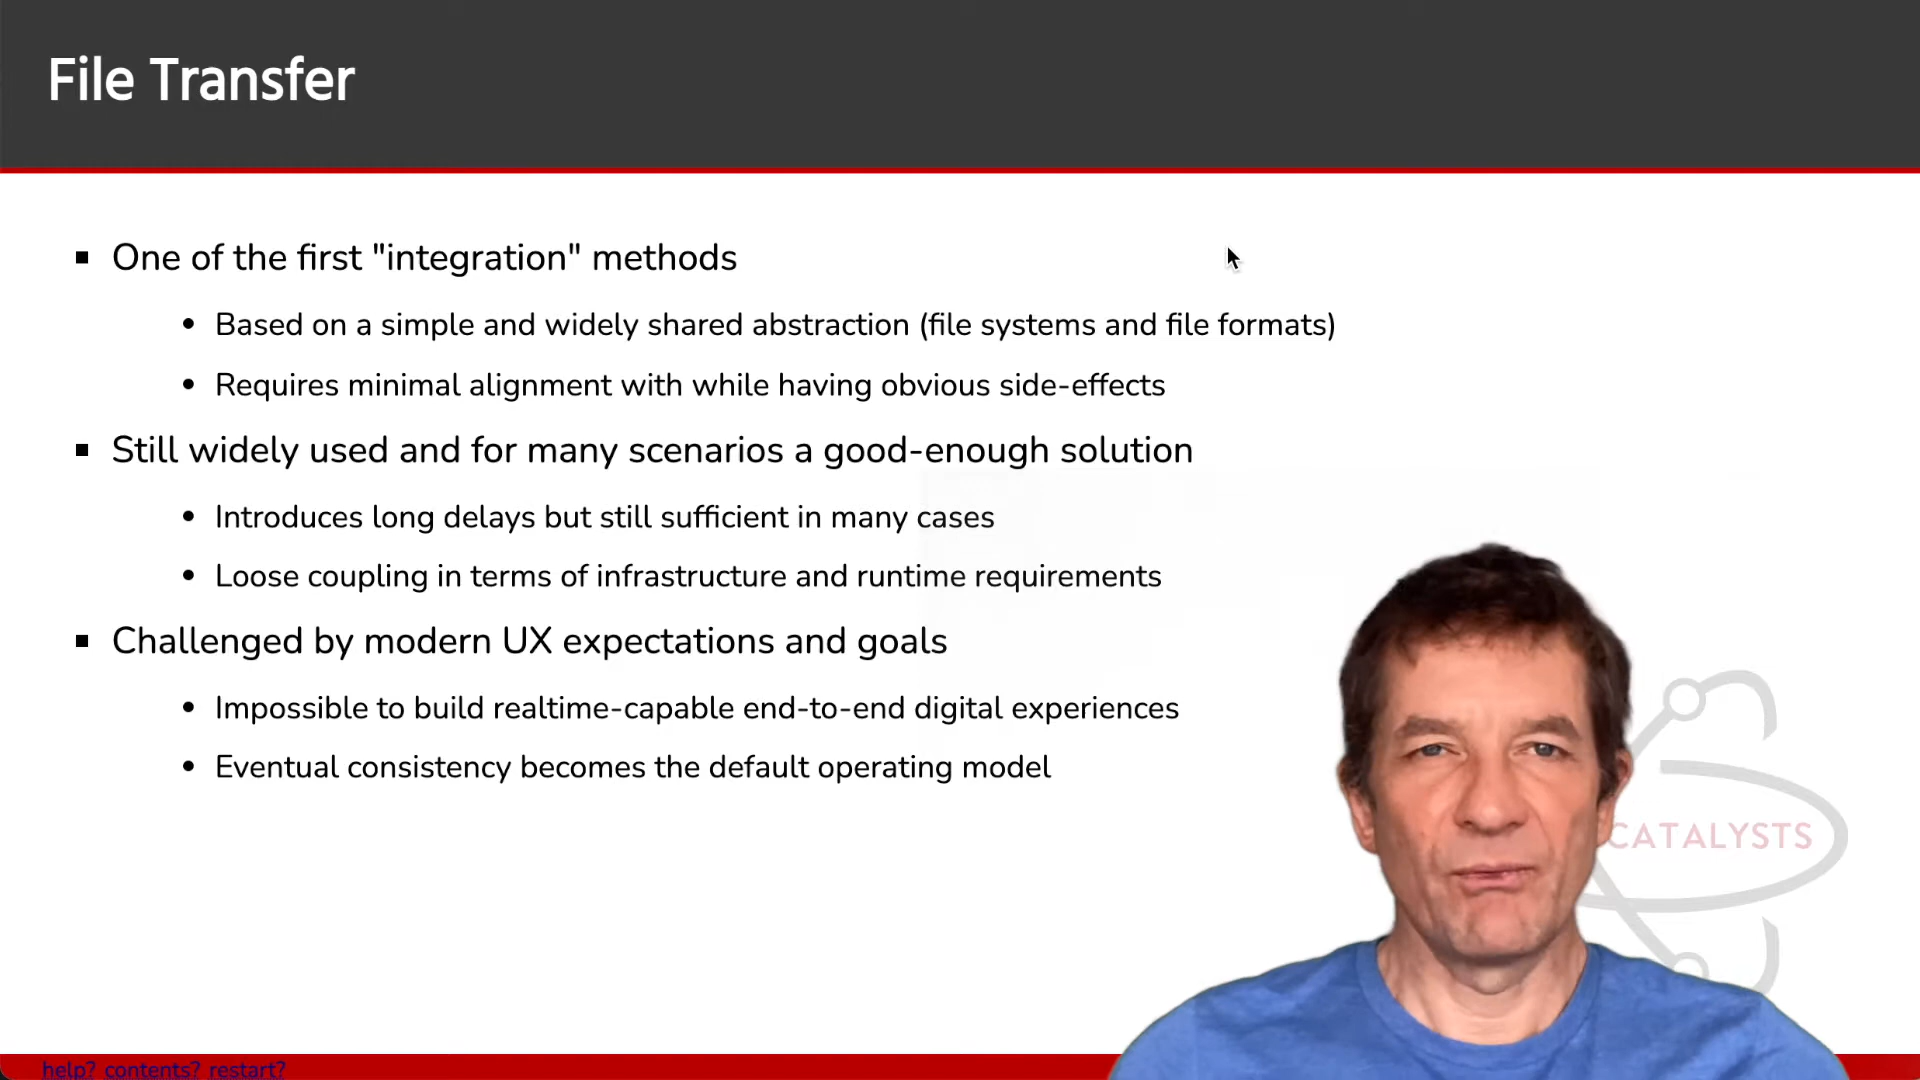 File Transfer
One of the first "integration" methods
Based on a simple and widely shared abstraction (file systems and file formats)
Requires minimal alignment with while having obvious side-effects
Still widely used and for many scenarios a good-enough solution
Introduces long delays but still sufficient in many cases
Loose coupling in terms of infrastructure and runtime requirements
Challenged by modern UX expectations and goals
Impossible to build realtime-capable end-to-end digital experiences
Eventual consistency becomes the default operating model
CATALYSTS
help? contents? restart?